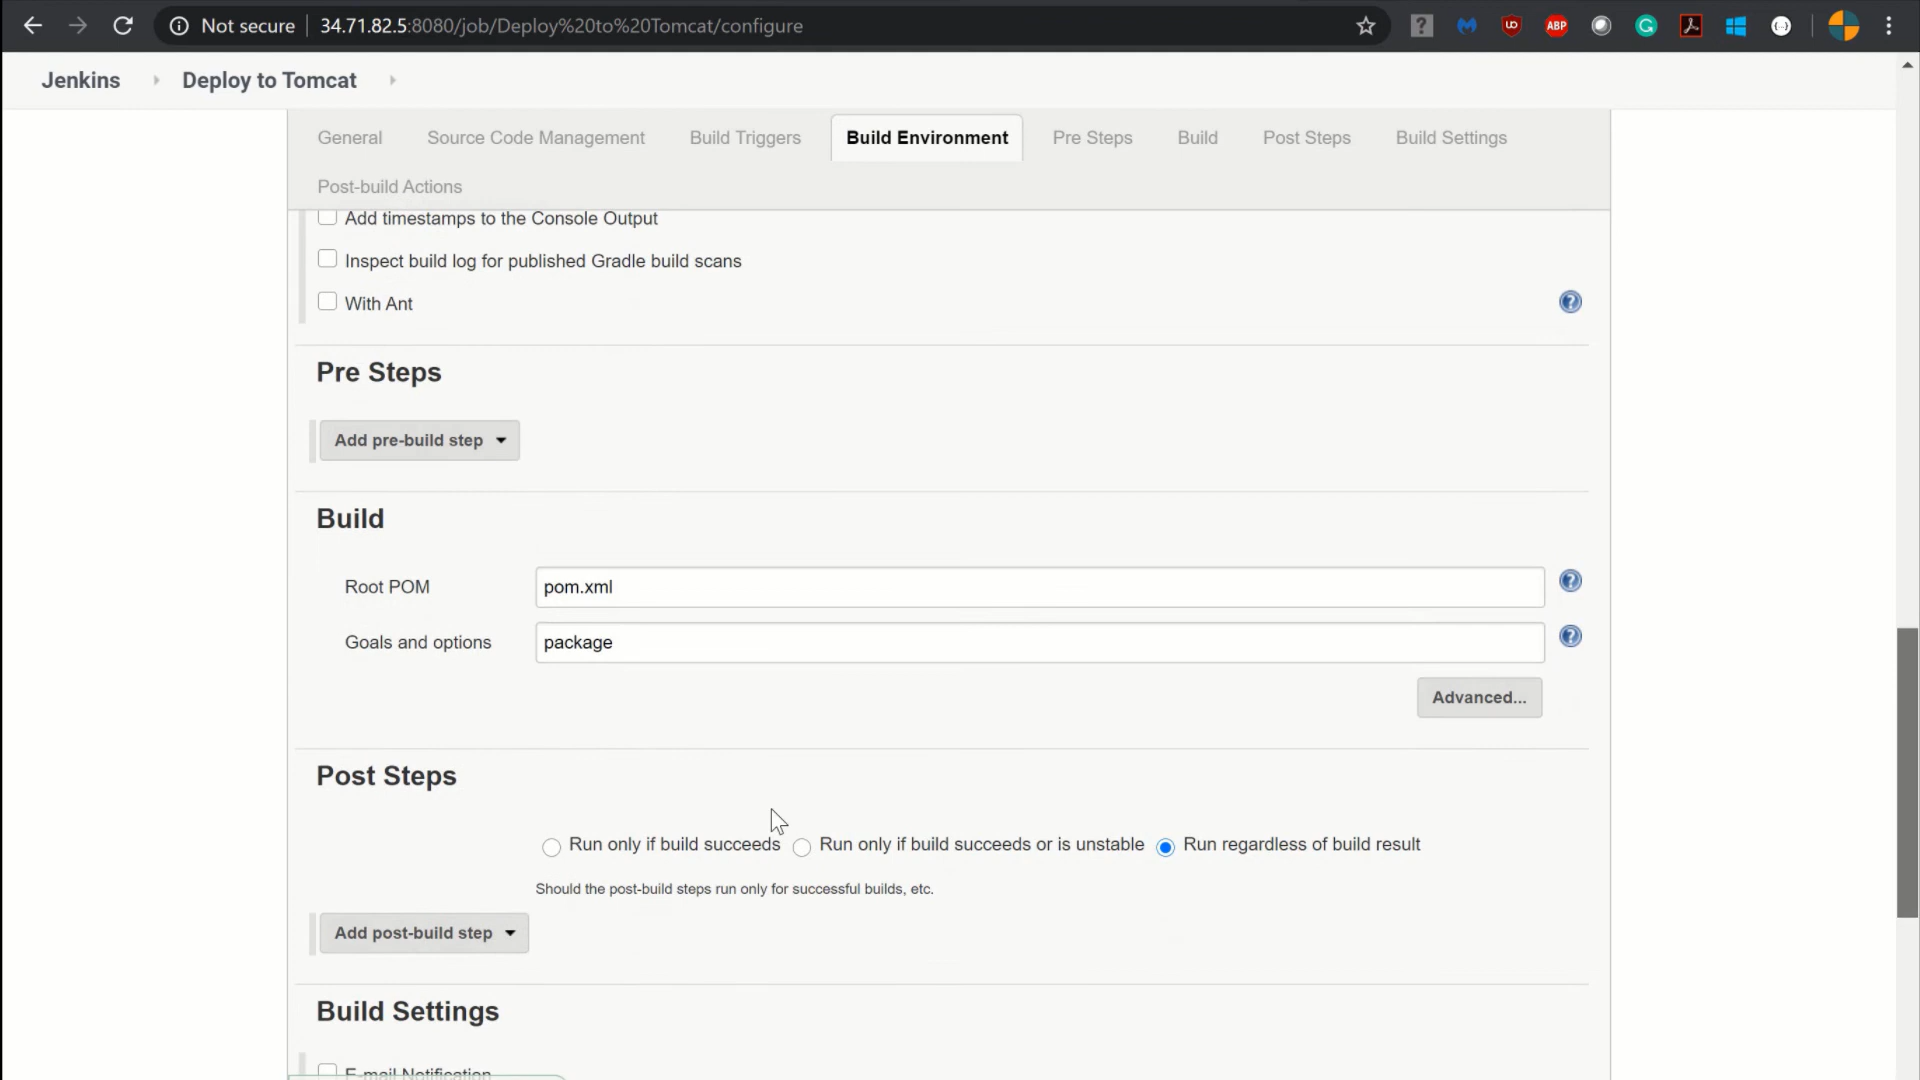 Not secure 34.71.82.5:8080/job/Deploy%20to%20Tomcat/configure
Jenkins Deploy to Tomcat
General Source Code Management Build Triggers Build Environment Pre Steps Build Post Steps Build Settings
Post-build Actions
Add timestamps to the Console Output
Inspect build log for published Gradle build scans
With Ant
Pre Steps
Add pre-build step
Build
Root POM pom.xml
Goals and options package
Advanced...
Post Steps
Run only if build succeeds Run only if build succeeds or is unstable Run regardless of build result
Should the post-build steps run only for successful builds, etc.
Add post-build step
Build Settings
E-mail Notification